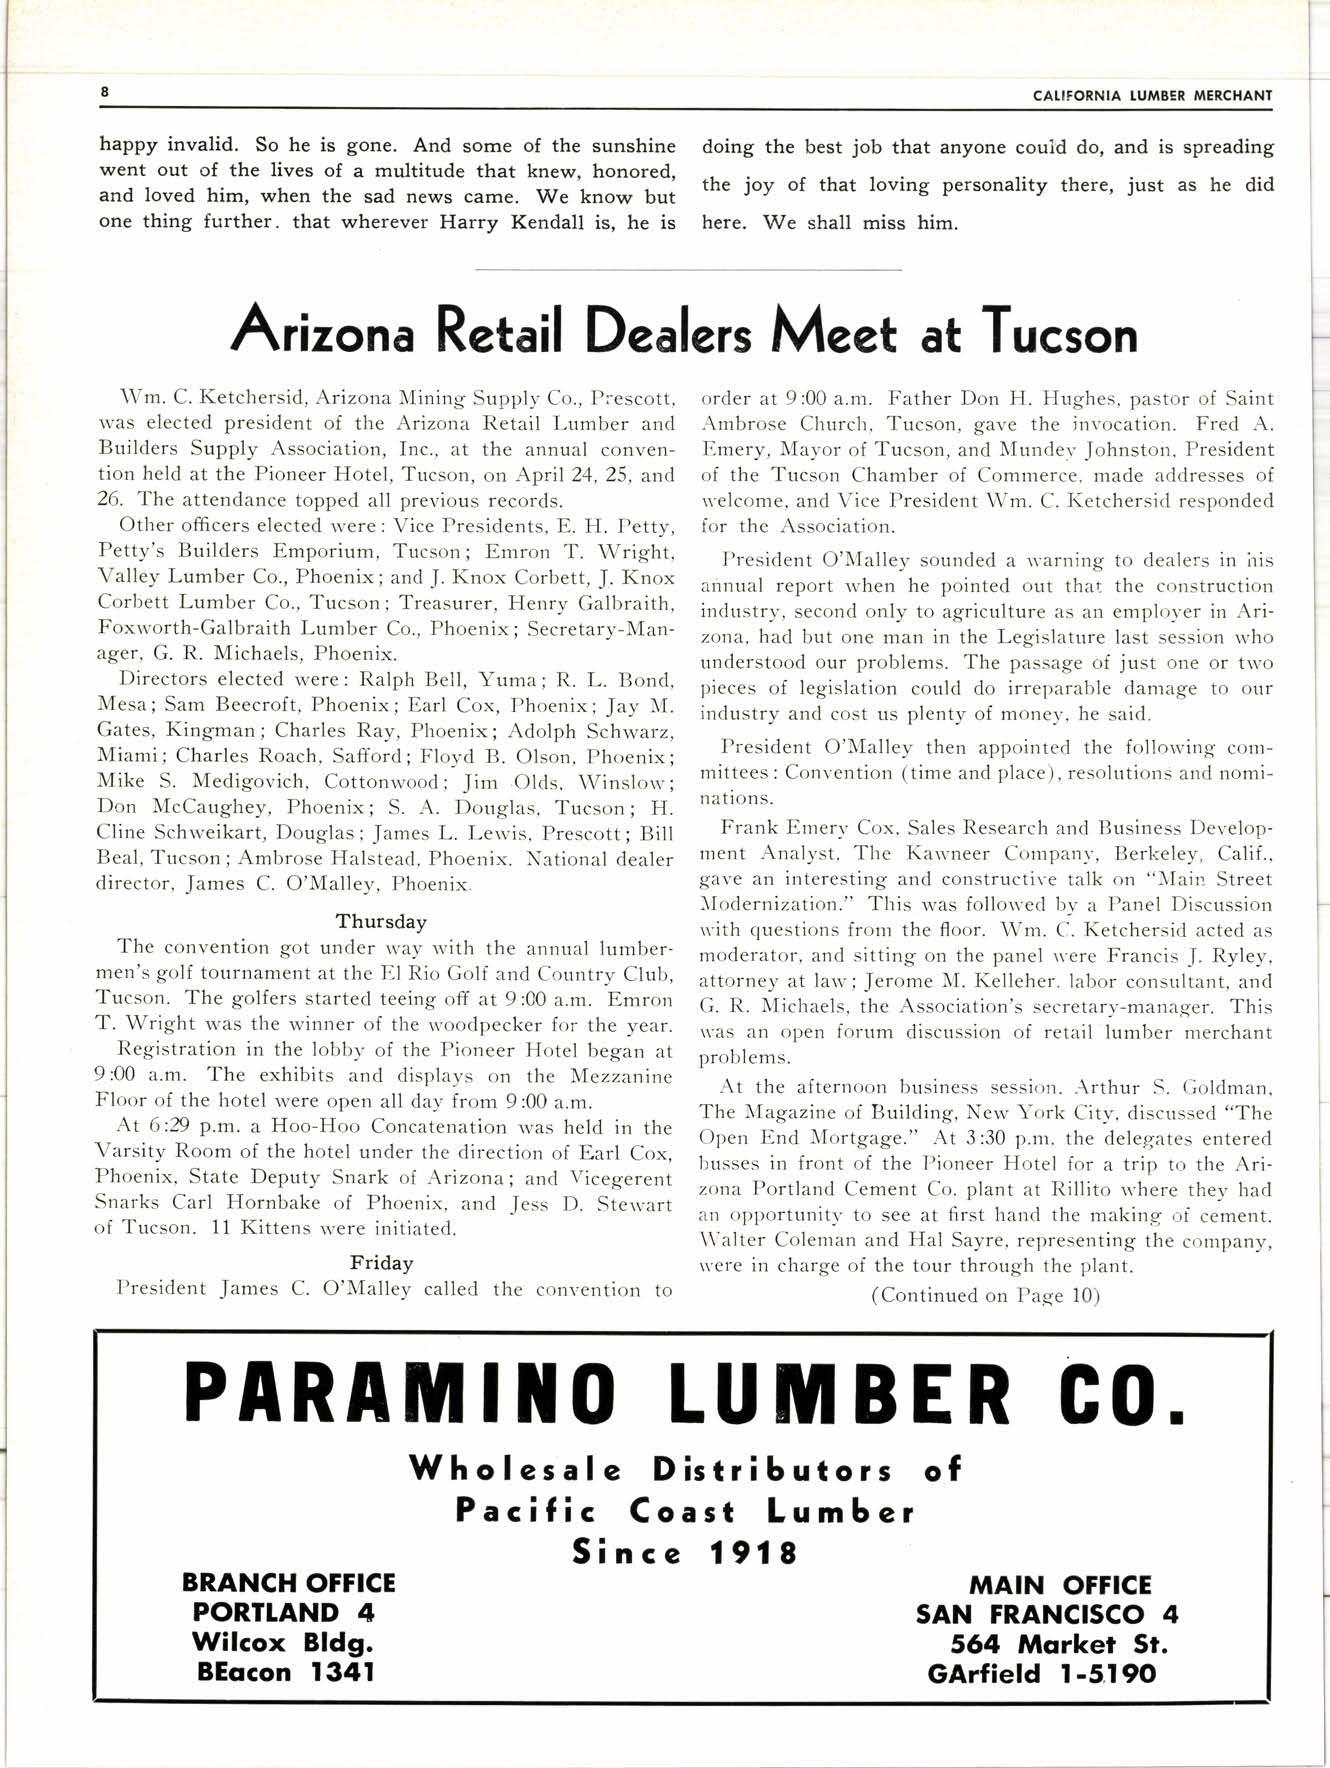 8
CALIFORNIA LUMBER MERCHANT
happy invalid. So he is gone. And some of the sunshine
went out of the lives of a multitude that knew, honored,
and loved him, when the sad news came. We know but
one thing further. that wherever Harry Kendall is, he is
doing the best job that anyone could do, and is spreading
the joy of that loving personality there, just as he did
here. We shall miss him.
Arizona Retail Dealers Meet at Tucson
Wm. C. Ketchersid, Arizona Mining Supply Co., Prescott,
was elected president of the Arizona Retail Lumber and
Builders Supply Association, Inc., at the annual conven-
tion held at the Pioneer Hotel, Tucson, on April 24, 25, and
26. The attendance topped all previous records.
Other officers elected were: Vice Presidents, E. H. Petty,
Petty's Builders Emporium, Tucson; Emron T. Wright,
Valley Lumber Co., Phoenix; and J. Knox Corbett, J. Knox
Corbett Lumber Co., Tucson; Treasurer, Henry Galbraith,
Foxworth-Galbraith Lumber Co., Phoenix; Secretary-Man-
ager, G. R. Michaels, Phoenix.
Directors elected were: Ralph Bell, Yuma; R. L. Bond,
Mesa; Sam Beecroft, Phoenix; Earl Cox, Phoenix; Jay M.
Gates, Kingman; Charles Ray, Phoenix; Adolph Schwarz,
Miami; Charles Roach, Safford; Floyd B. Olson, Phoenix;
Mike S. Medigovich, Cottonwood; Jim Olds, Winslow;
Don McCaughey, Phoenix; S. A. Douglas, Tucson; H.
Cline Schweikart, Douglas; James L. Lewis, Prescott; Bill
Beal, Tucson; Ambrose Halstead, Phoenix. National dealer
director, James C. O'Malley, Phoenix.
Thursday
The convention got under way with the annual lumber-
men's golf tournament at the El Rio Golf and Country Club,
Tucson. The golfers started teeing off at 9:00 a.m. Emron
T. Wright was the winner of the woodpecker for the year.
Registration in the lobby of the Pioneer Hotel began at
9:00 a.m. The exhibits and displays on the Mezzanine
Floor of the hotel were open all day from 9:00 a.m.
At 6:29 p.m. a Hoo-Hoo Concatenation was held in the
Varsity Room of the hotel under the direction of Earl Cox,
Phoenix, State Deputy Snark of Arizona; and Vicegerent
Snarks Carl Hornbake of Phoenix, and Jess D. Stewart
of Tucson. 11 Kittens were initiated.
Friday
President James C. O'Malley called the convention to
order at 9:00 a.m. Father Don H. Hughes, pastor of Saint
Ambrose Church, Tucson, gave the invocation. Fred A.
Emery, Mayor of Tucson, and Mundey Johnston, President
of the Tucson Chamber of Commerce, made addresses of
welcome, and Vice President Wm. C. Ketchersid responded
for the Association.
President O'Malley sounded a warning to dealers in his
annual report when he pointed out that the construction
industry, second only to agriculture as an employer in Ari-
zona, had but one man in the Legislature last session who
understood our problems. The passage of just one or two
pieces of legislation could do irreparable damage to our
industry and cost us plenty of money, he said.
President O'Malley then appointed the following com-
mittees: Convention (time and place), resolutions and nomi-
nations.
Frank Emery Cox, Sales Research and Business Develop-
ment Analyst, The Kawneer Company, Berkeley, Calif.,
gave an interesting and constructive talk on "Main Street
Modernization." This was followed by a Panel Discussion
with questions from the floor. Wm. C. Ketchersid acted as
moderator, and sitting on the panel were Francis J. Ryley,
attorney at law; Jerome M. Kelleher, labor consultant, and
G. R. Michaels, the Association's secretary-manager. This
was an open forum discussion of retail lumber merchant
problems.
At the afternoon business session, Arthur S. Goldman,
The Magazine of Building, New York City, discussed "The
Open End Mortgage." At 3:30 p.m. the delegates entered
busses in front of the Pioneer Hotel for a trip to the Ari-
zona Portland Cement Co. plant at Rillito where they had
an opportunity to see at first hand the making of cement.
Walter Coleman and Hal Sayre, representing the company,
were in charge of the tour through the plant.
(Continued on Page 10)
PARAMINO LUMBER CO.
Wholesale Distributors of
Pacific Coast Lumber
Since 1918
BRANCH OFFICE
PORTLAND 4
Wilcox Bldg.
BEacon 1341
MAIN OFFICE
SAN FRANCISCO 4
564 Market St.
GArfield 1-5190